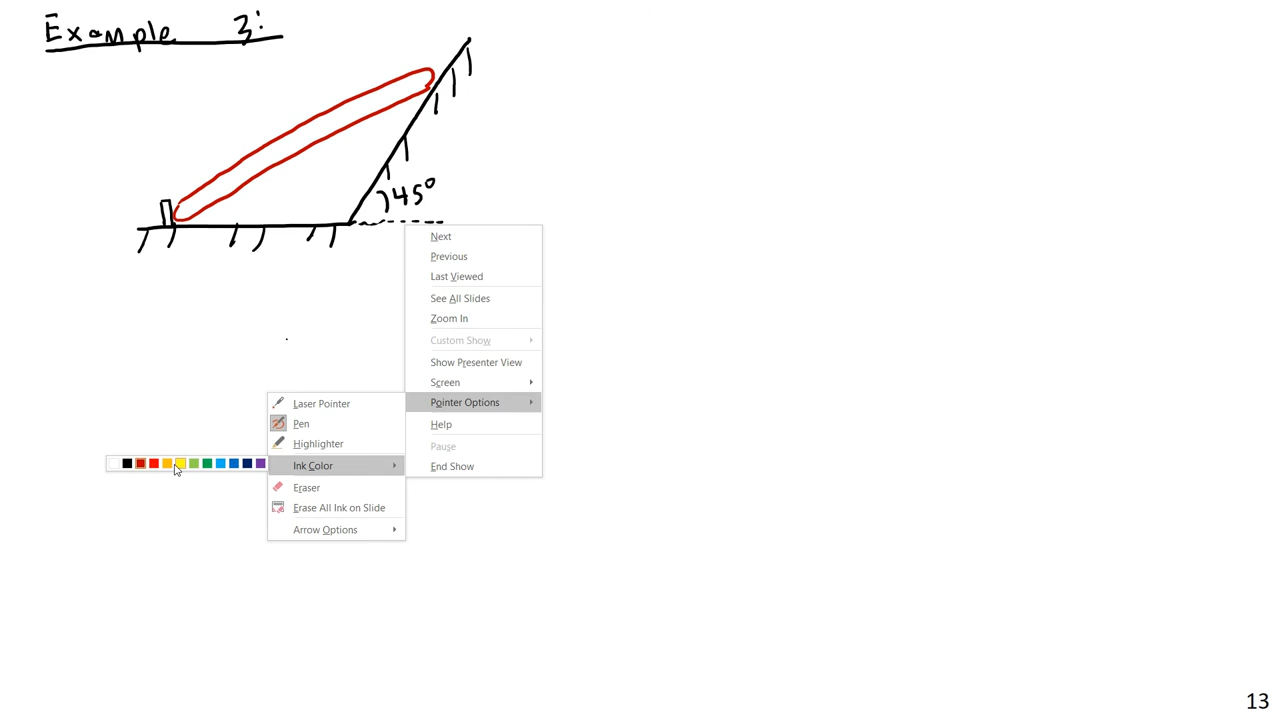 Example 3:
45°
Next
Previous
Last Viewed
See All Slides
Zoom In
Custom Show
Show Presenter View
Screen
Pointer Options
Help
Pause
End Show
Laser Pointer
Pen
Highlighter
Ink Color
Eraser
Erase All Ink on Slide
Arrow Options
13